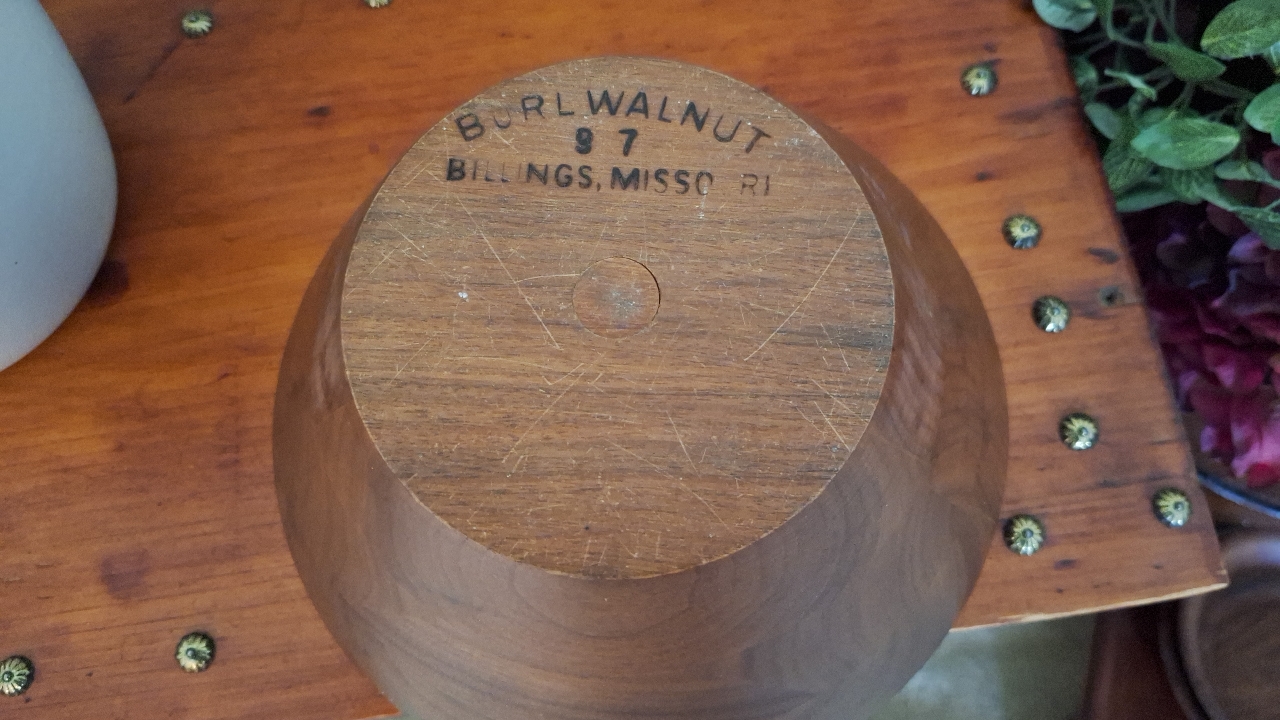 BURLWALNUT
97
BILLINGS, MISSO RI